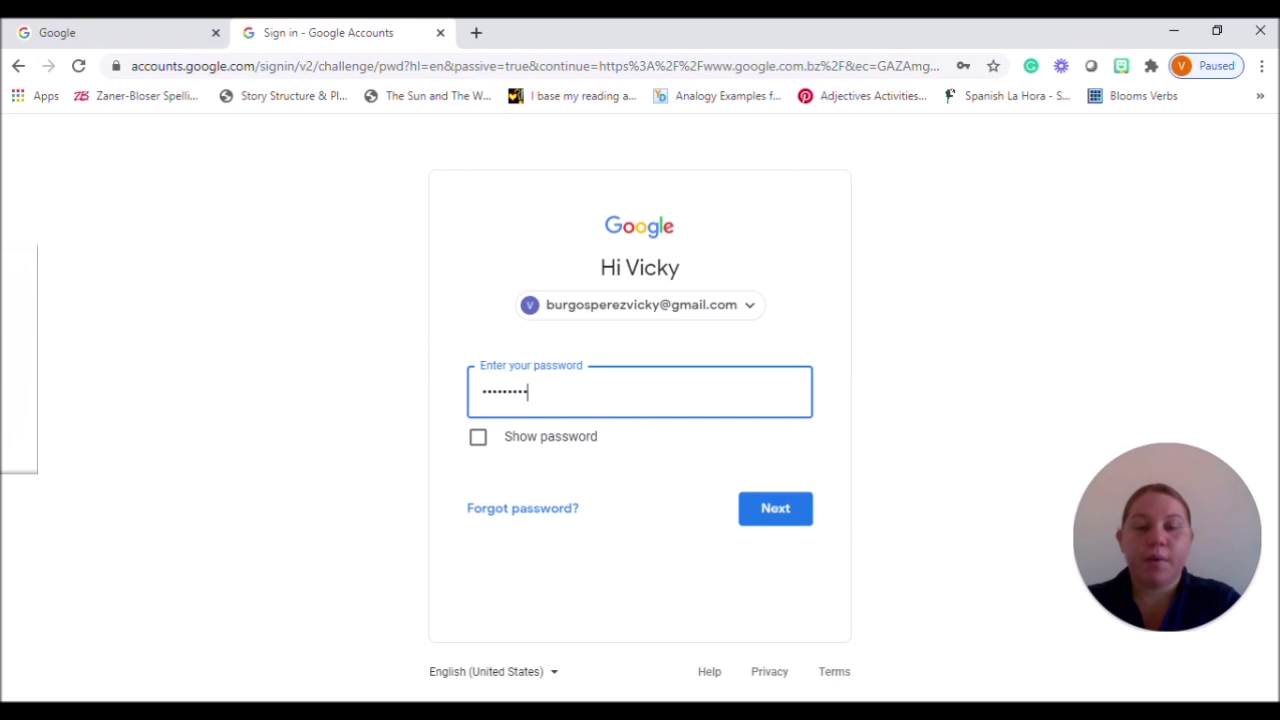 Google
Sign in - Google Accounts
accounts.google.com/signin/v2/challenge/pwd?hl=en&passive=true&continue=https%3A%2F%2Fwww.google.com.bz%2F&ec=GAZAmg...
V Paused
Apps
ZB Zaner-Bloser Spelli...
Story Structure & Pl...
The Sun and The W...
I base my reading a...
YD Analogy Examples f...
Adjectives Activities...
Spanish La Hora - S...
Blooms Verbs
»
Google
Hi Vicky
V burgosperezvicky@gmail.com
Enter your password
•••••••••
Show password
Forgot password?
Next
English (United States)
Help
Privacy
Terms